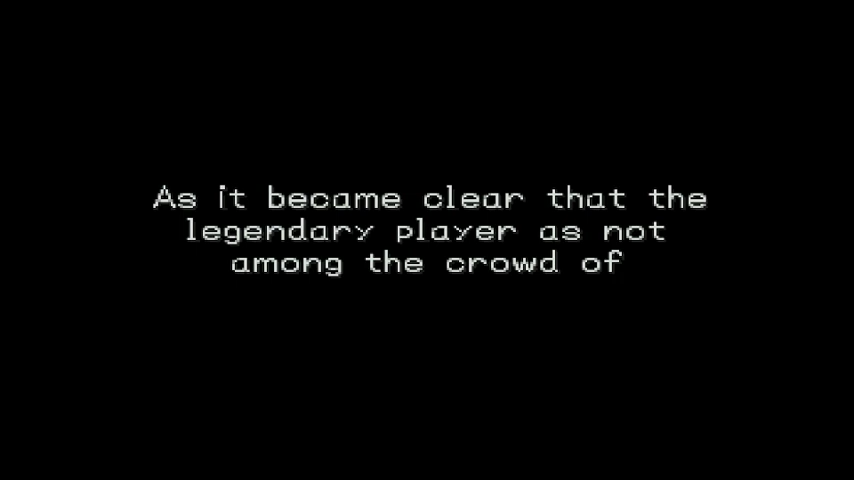 As it became clear that the
legendary player as not
among the crowd of